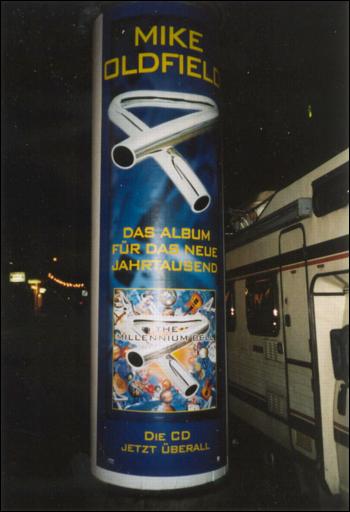 MIKE
OLDFIELD
DAS ALBUM
FÜR DAS NEUE
JAHRTAUSEND
THE
MILLENNIUM BELL
DIE CD
JETZT ÜBERALL